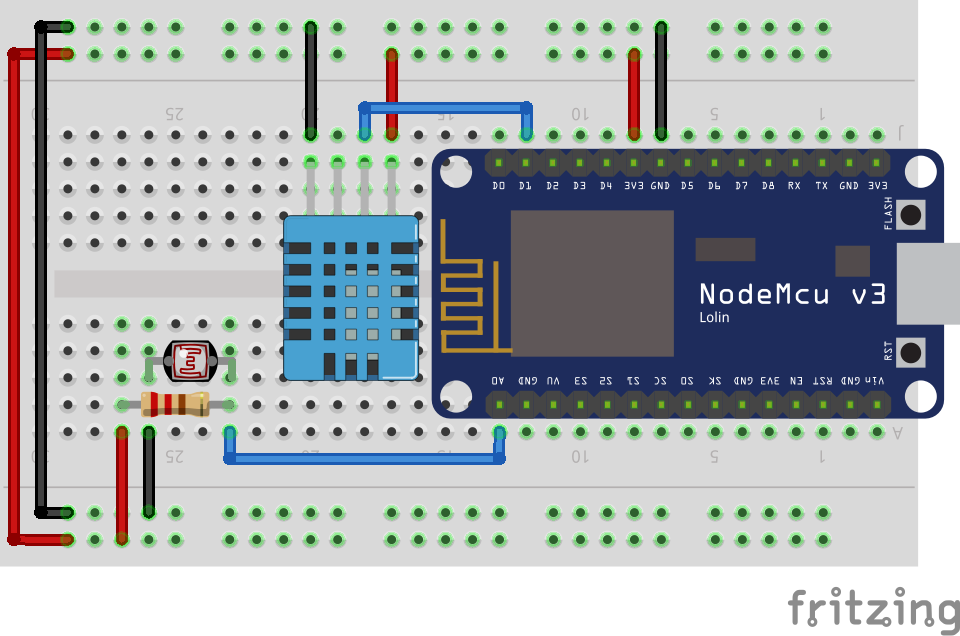 30 25 20 15 10 5 1
J
D0 D1 D2 D3 D4 3V3 GND D5 D6 D7 D8 RX TX GND 3V3
FLASH
NodeMcu v3
Lolin
RST
A0 GND VU S3 S2 S1 SC S0 SK GND 3V3 EN RST GND Vin
A
30 25 20 15 10 5 1
fritzing